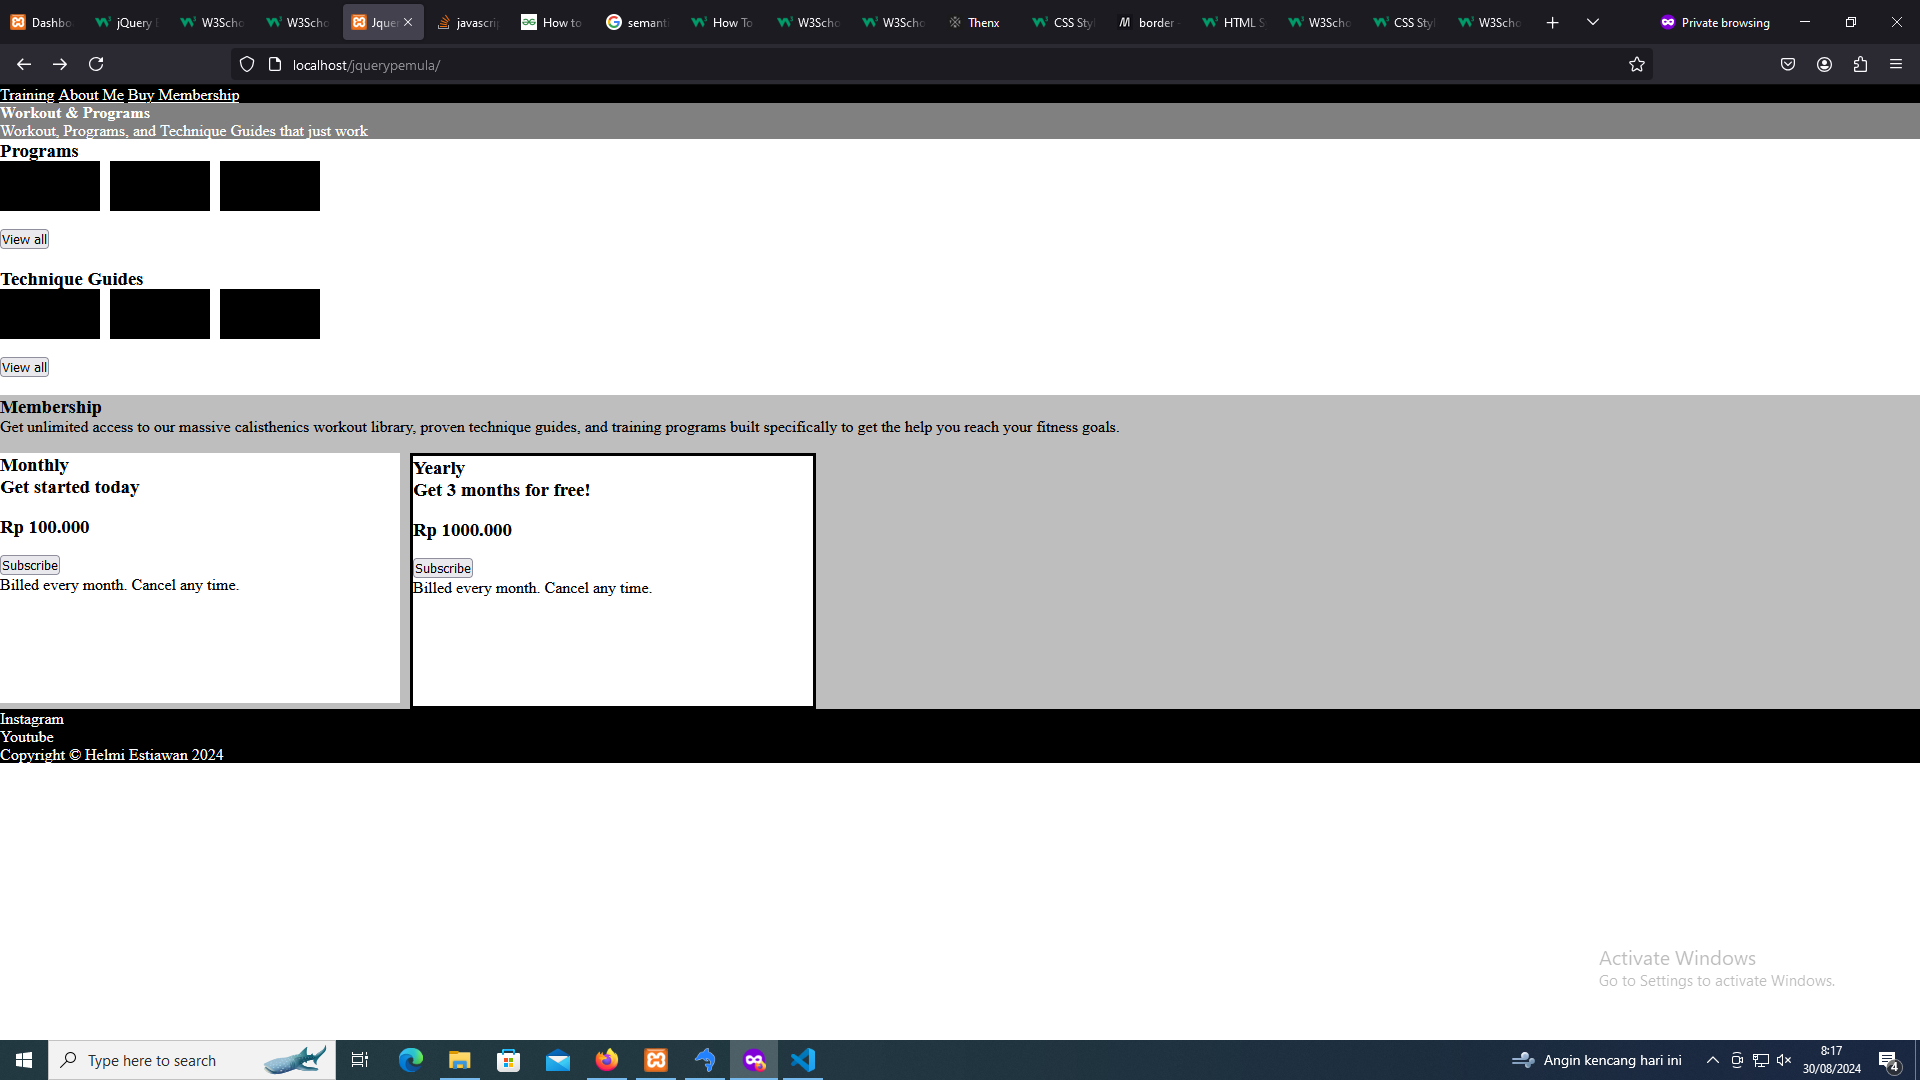 Dashbo
jQuery E
W3Scho
W3Scho
Jquer
javascrip
How to
semanti
How To
W3Scho
W3Scho
Thenx
CSS Styl
border -
HTML S
W3Scho
CSS Styl
W3Scho
Private browsing
localhost/jquerypemula/
Training About Me Buy Membership
Workout & Programs
Workout, Programs, and Technique Guides that just work
Programs
View all
Technique Guides
View all
Membership
Get unlimited access to our massive calisthenics workout library, proven technique guides, and training programs built specifically to get the help you reach your fitness goals.
Monthly
Get started today
Rp 100.000
Subscribe
Billed every month. Cancel any time.
Yearly
Get 3 months for free!
Rp 1000.000
Subscribe
Billed every month. Cancel any time.
Instagram
Youtube
Copyright © Helmi Estiawan 2024
Activate Windows
Go to Settings to activate Windows.
Type here to search
Angin kencang hari ini
8:17
30/08/2024
4